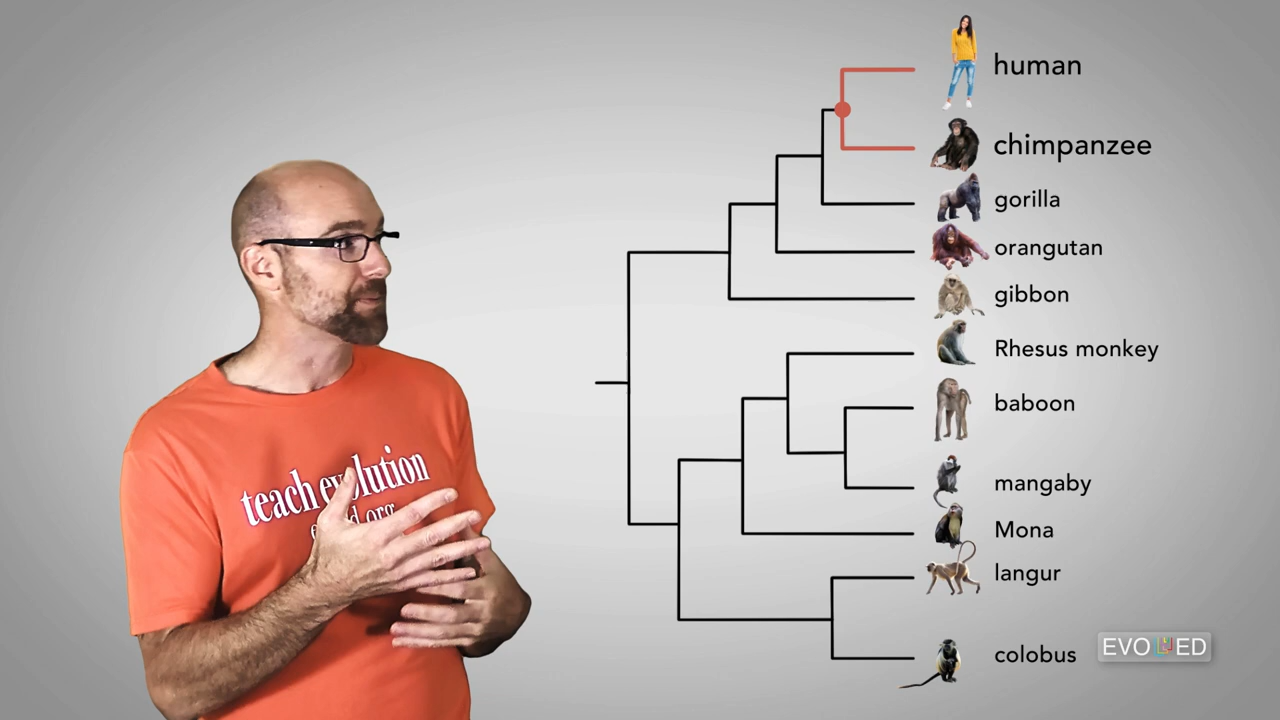 human
chimpanzee
gorilla
orangutan
gibbon
Rhesus monkey
baboon
mangaby
Mona
langur
colobus
teach evolution
EVO ED